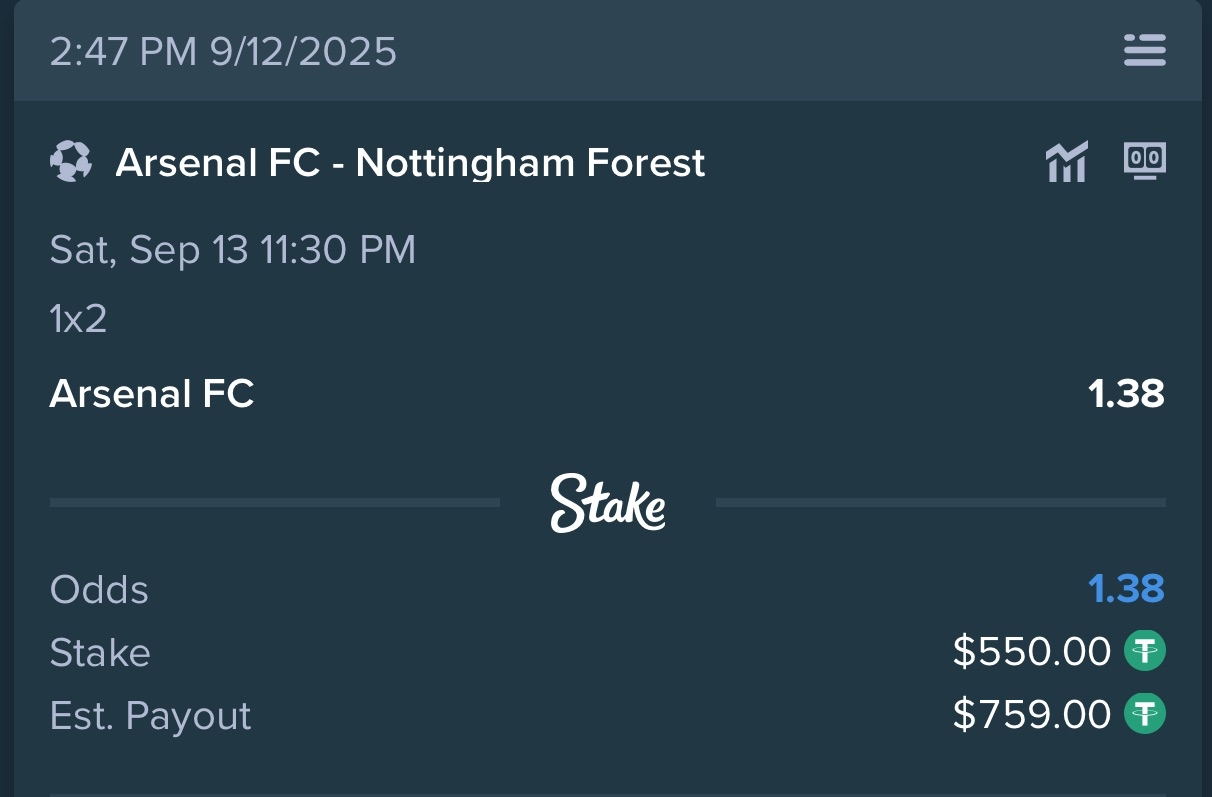 2:47 PM 9/12/2025
Arsenal FC - Nottingham Forest
00
Sat, Sep 13 11:30 PM
1x2
Arsenal FC 1.38
Stake
Odds 1.38
Stake $550.00
Est. Payout $759.00